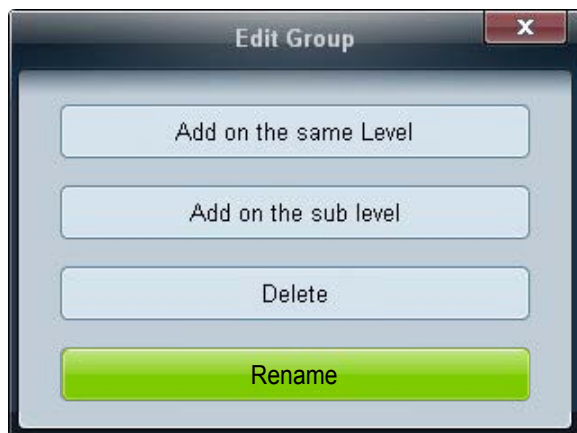 Edit Group
x
Add on the same Level
Add on the sub level
Delete
Rename